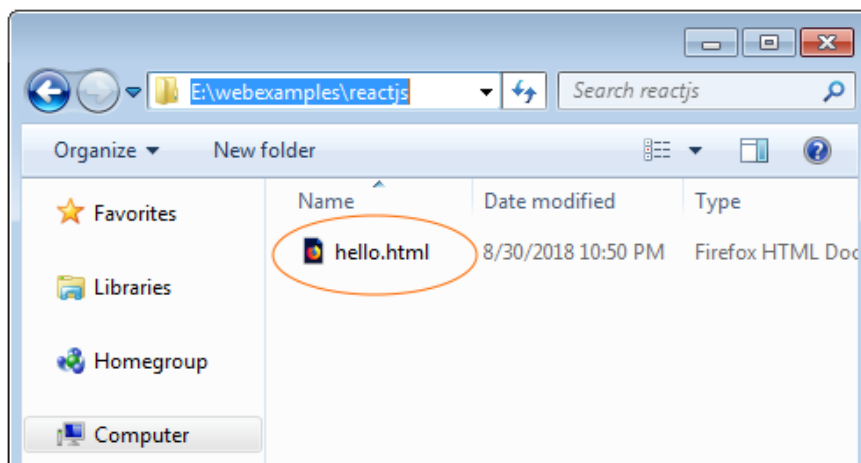 E:\webexamples\reactjs
Search reactjs
Organize
New folder
Name
Date modified
Type
Favorites
hello.html
8/30/2018 10:50 PM
Firefox HTML Doc
Libraries
Homegroup
Computer